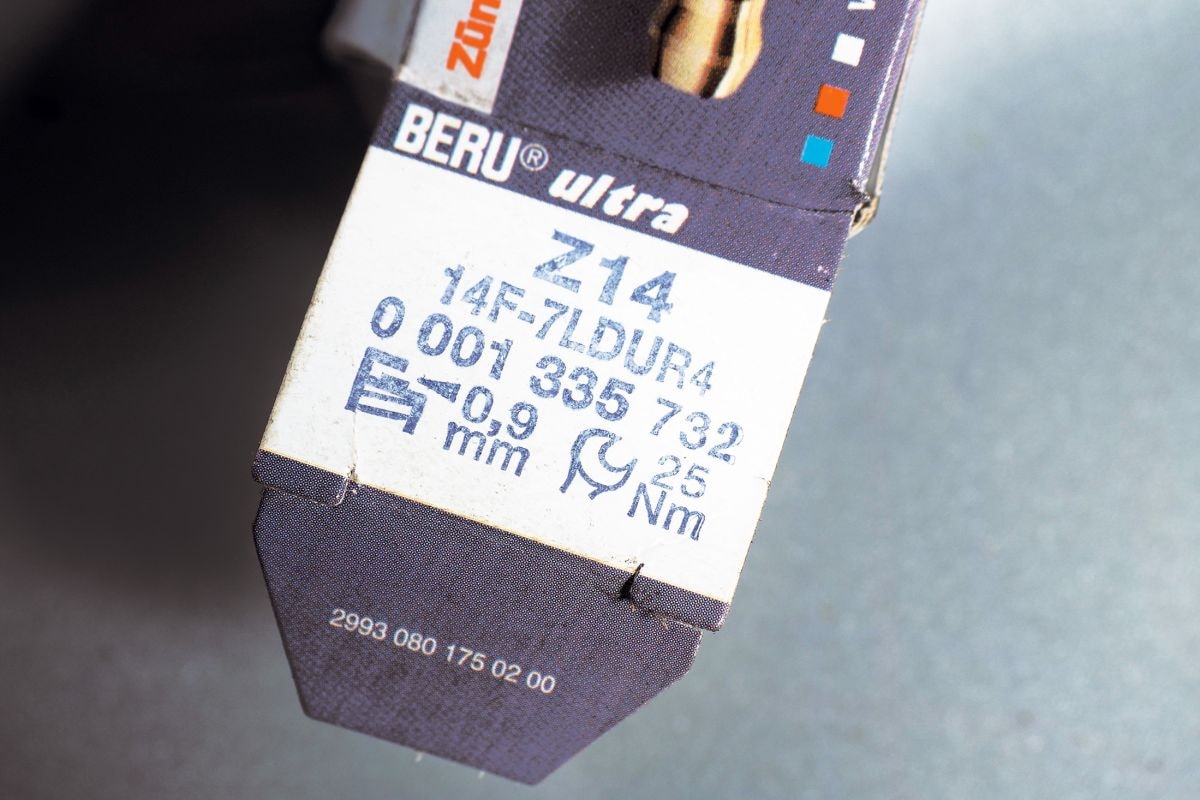 Zün
BERU® ultra
Z14
14F-7LDUR4
0 001 335 732
0,9 mm
25 Nm
2993 080 175 02 00